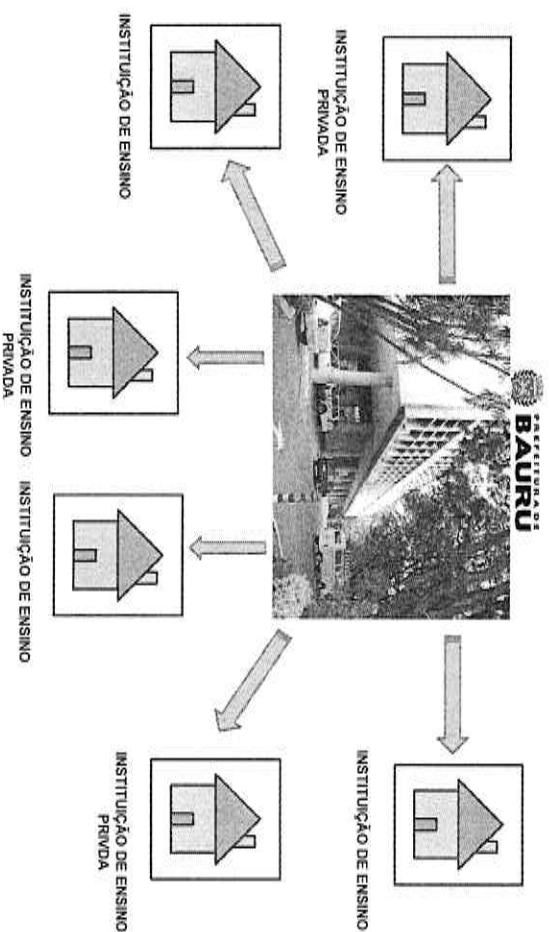 PREFEITURA DE
BAURU
INSTITUIÇÃO DE ENSINO
PRIVADA
INSTITUIÇÃO DE ENSINO
INSTITUIÇÃO DE ENSINO
INSTITUIÇÃO DE ENSINO
PRIVDA
INSTITUIÇÃO DE ENSINO
PRIVADA
INSTITUIÇÃO DE ENSINO